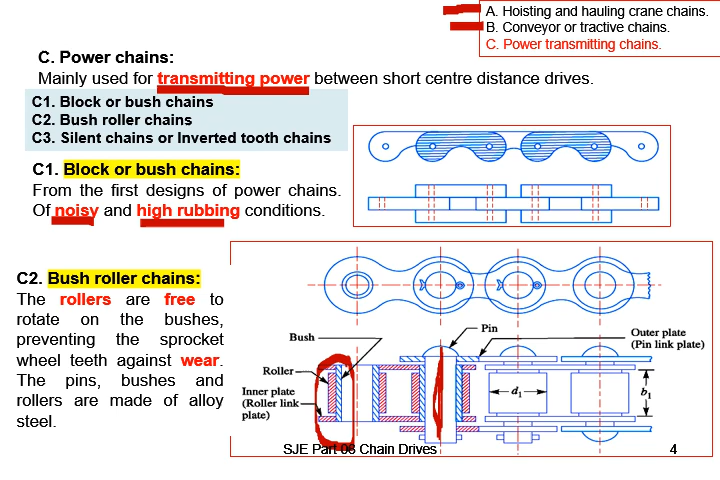 A. Hoisting and hauling crane chains.
B. Conveyor or tractive chains.
C. Power transmitting chains.
C. Power chains:
Mainly used for transmitting power between short centre distance drives.
C1. Block or bush chains
C2. Bush roller chains
C3. Silent chains or Inverted tooth chains
C1. Block or bush chains:
From the first designs of power chains.
Of noisy and high rubbing conditions.
C2. Bush roller chains:
The rollers are free to
rotate on the bushes,
preventing the sprocket
wheel teeth against wear.
The pins, bushes and
rollers are made of alloy
steel.
Bush
Pin
Outer plate
(Pin link plate)
Roller
Inner plate
(Roller link
plate)
d1
b1
SJE Part 03 Chain Drives
4